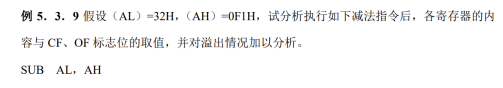 例 5．3．9 假设（AL）=32H，（AH）=0F1H，试分析执行如下减法指令后，各寄存器的内
容与 CF、OF 标志位的取值，并对溢出情况加以分析。
SUB AL，AH